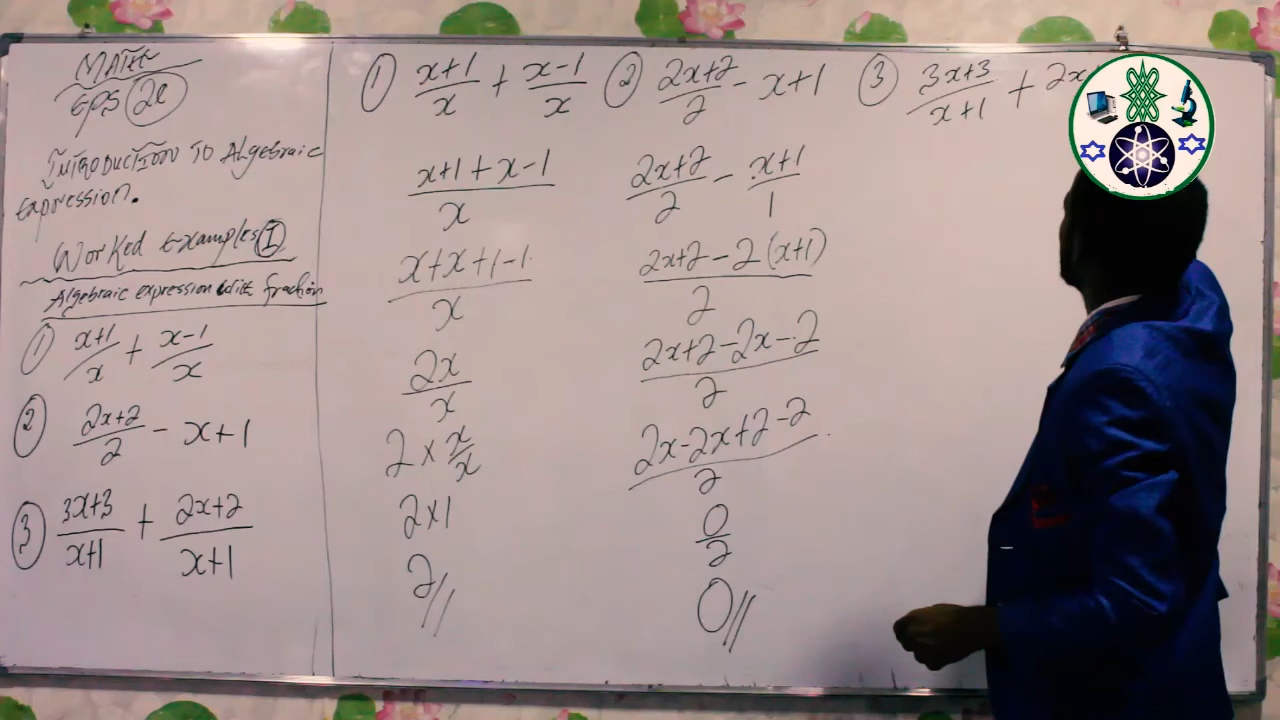 MATH
EPS 2e
Introduction to Algebraic
expression.
Worked Examples I
Algebraic expression with fraction
① (x+1)/x + (x-1)/x
② (2x+2)/2 - x+1
③ (3x+3)/(x+1) + (2x+2)/(x+1)
① (x+1)/x + (x-1)/x
(x+1+x-1)/x
(x+x+1-1)/x
2x/x
2 × x/x
2×1
2//
② (2x+2)/2 - x+1
(2x+2)/2 - (x+1)/1
(2x+2-2(x+1))/2
(2x+2-2x-2)/2
(2x-2x+2-2)/2
0/2
0//
③ (3x+3)/(x+1) + 2x